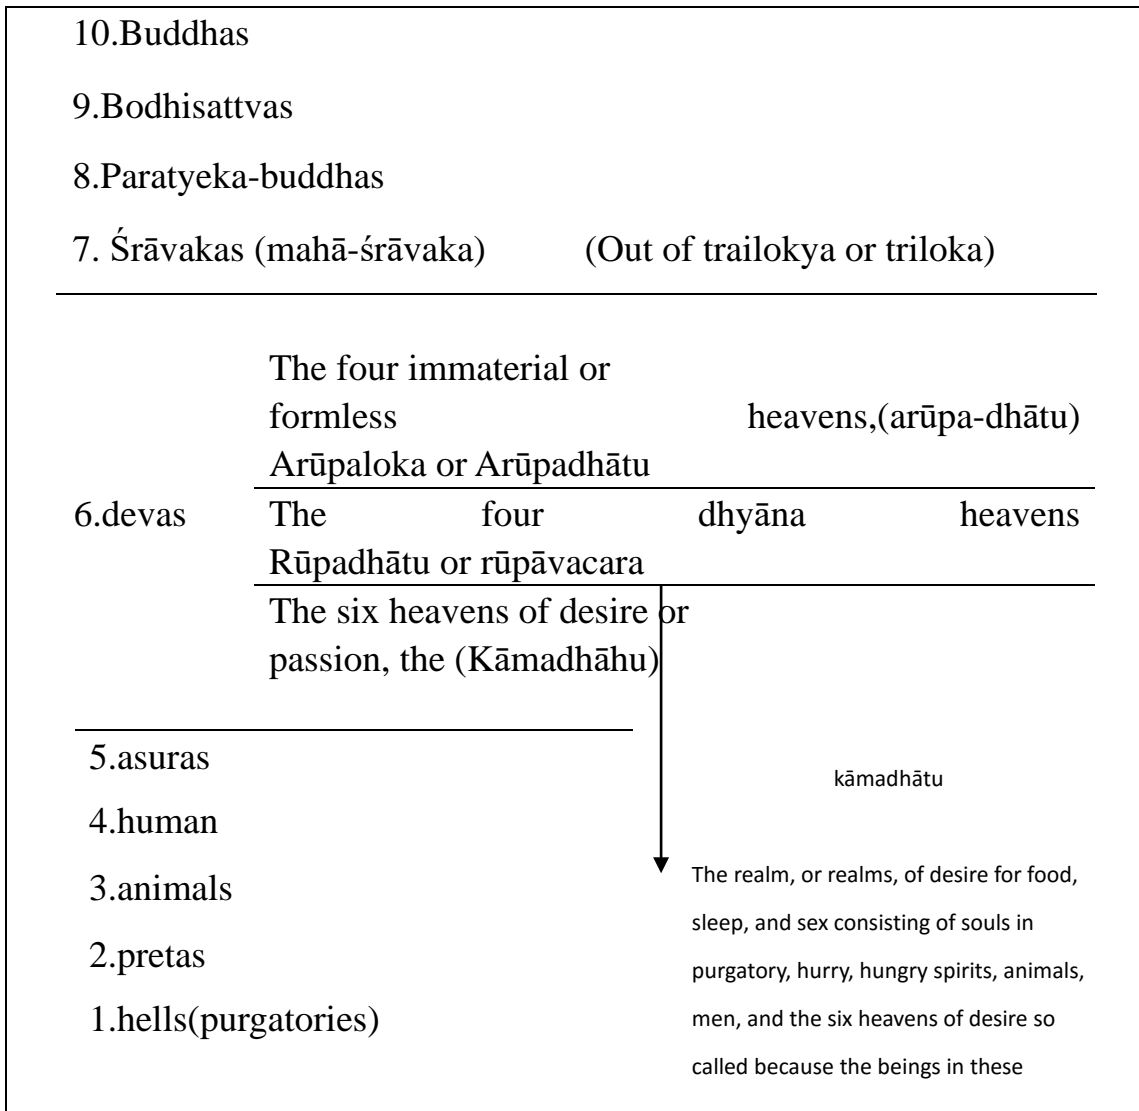 10.Buddhas
9.Bodhisattvas
8.Paratyeka-buddhas
7. Śrāvakas (mahā-śrāvaka) (Out of trailokya or triloka)
The four immaterial or
formless heavens,(arūpa-dhātu)
Arūpaloka or Arūpadhātu
6.devas The four dhyāna heavens
Rūpadhātu or rūpāvacara
The six heavens of desire or
passion, the (Kāmadhāhu)
5.asuras
4.human
3.animals
2.pretas
1.hells(purgatories)
kāmadhātu
The realm, or realms, of desire for food,
sleep, and sex consisting of souls in
purgatory, hurry, hungry spirits, animals,
men, and the six heavens of desire so
called because the beings in these